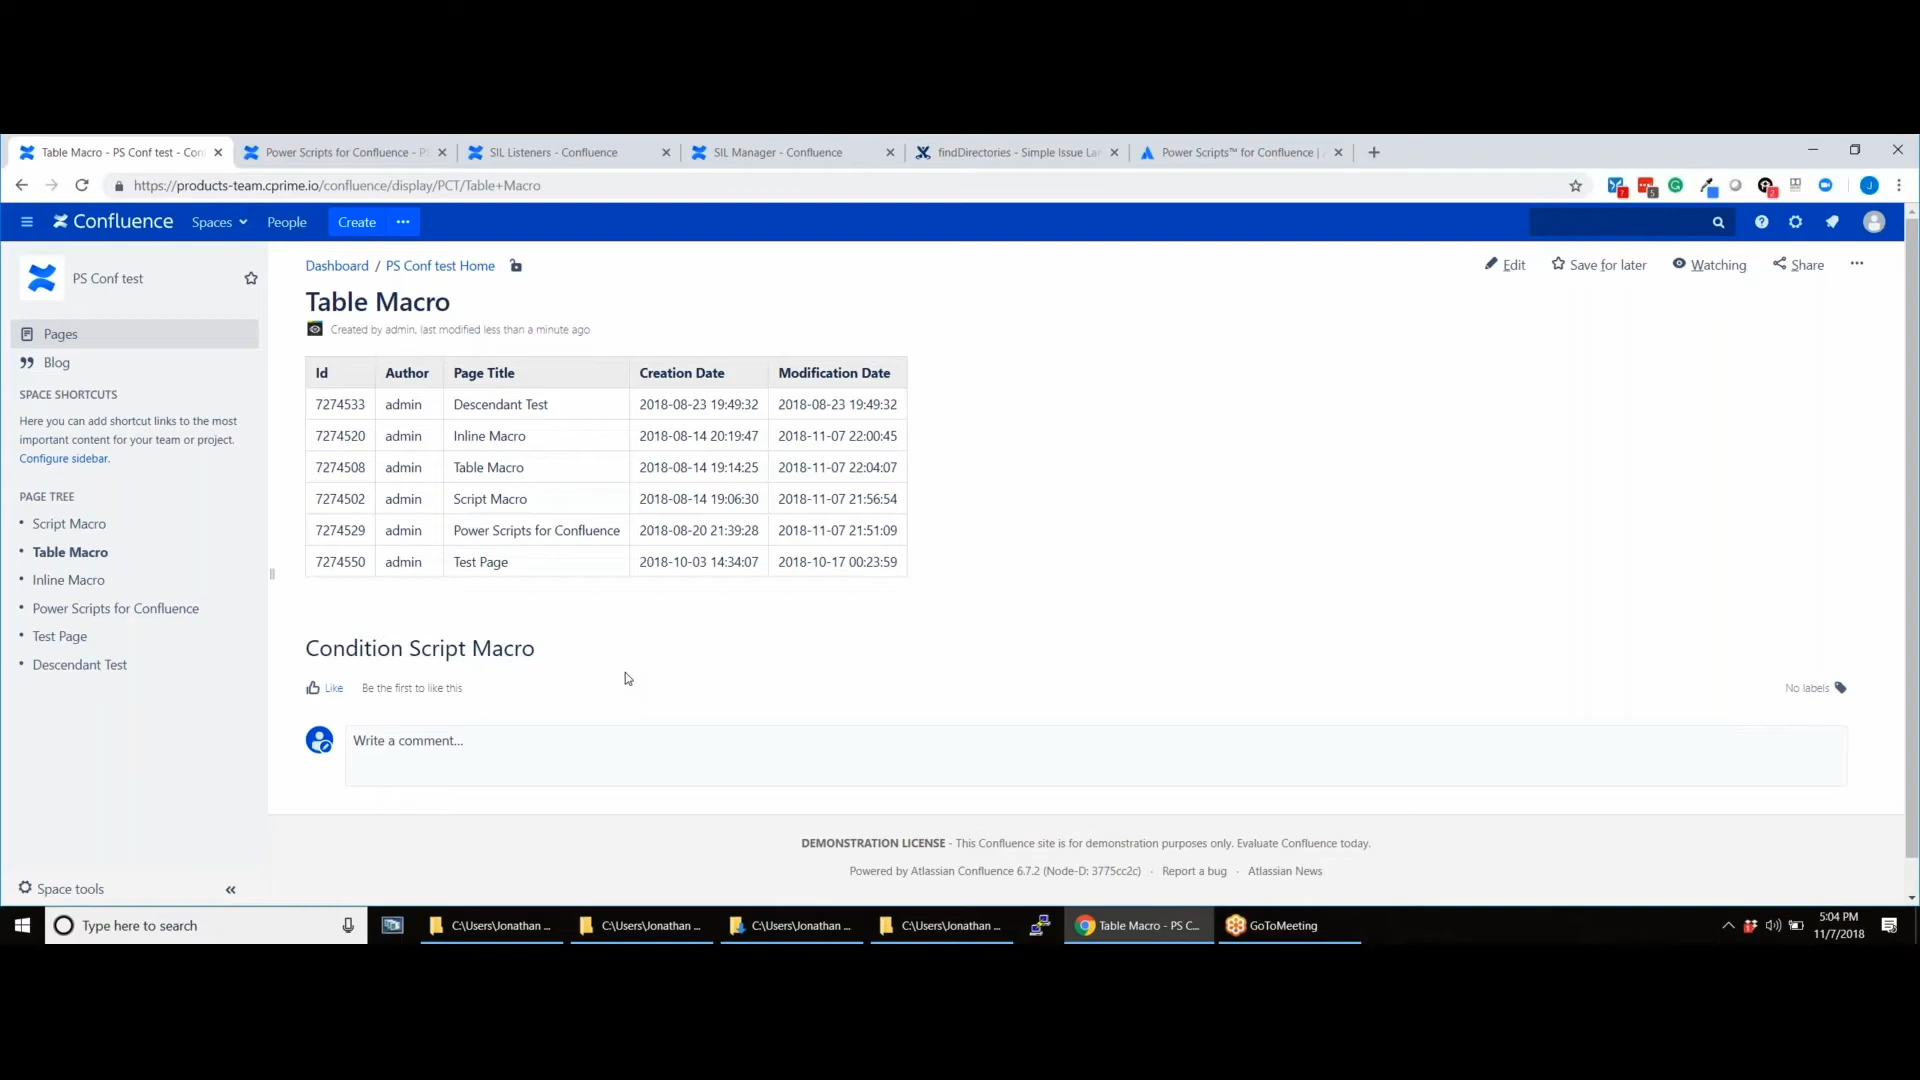 Table Macro - PS Conf test - Con
Power Scripts for Confluence - PS
SIL Listeners - Confluence
SIL Manager - Confluence
findDirectories - Simple Issue Lan
Power Scripts™ for Confluence |
https://products-team.cprime.io/confluence/display/PCT/Table+Macro
J
Confluence
Spaces
People
Create
PS Conf test
Pages
Blog
SPACE SHORTCUTS
Here you can add shortcut links to the most
important content for your team or project.
Configure sidebar.
PAGE TREE
Script Macro
Table Macro
Inline Macro
Power Scripts for Confluence
Test Page
Descendant Test
Space tools
Dashboard / PS Conf test Home
Edit
Save for later
Watching
Share
Table Macro
Created by admin, last modified less than a minute ago
Id Author Page Title Creation Date Modification Date
7274533 admin Descendant Test 2018-08-23 19:49:32 2018-08-23 19:49:32
7274520 admin Inline Macro 2018-08-14 20:19:47 2018-11-07 22:00:45
7274508 admin Table Macro 2018-08-14 19:14:25 2018-11-07 22:04:07
7274502 admin Script Macro 2018-08-14 19:06:30 2018-11-07 21:56:54
7274529 admin Power Scripts for Confluence 2018-08-20 21:39:28 2018-11-07 21:51:09
7274550 admin Test Page 2018-10-03 14:34:07 2018-10-17 00:23:59
Condition Script Macro
Like Be the first to like this
No labels
Write a comment...
DEMONSTRATION LICENSE - This Confluence site is for demonstration purposes only. Evaluate Confluence today.
Powered by Atlassian Confluence 6.7.2 (Node-D: 3775cc2c) · Report a bug · Atlassian News
Type here to search
C:\Users\Jonathan ...
C:\Users\Jonathan ...
C:\Users\Jonathan ...
C:\Users\Jonathan ...
Table Macro - PS C...
GoToMeeting
5:04 PM
11/7/2018